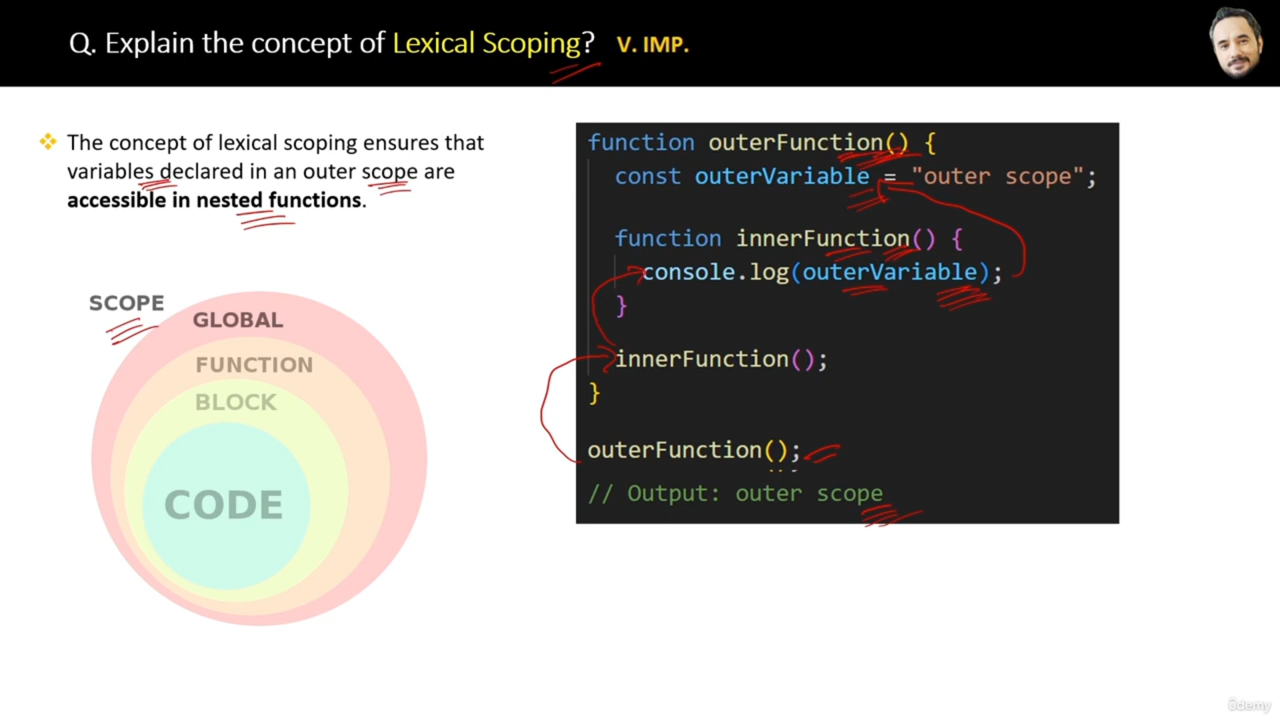 Q. Explain the concept of Lexical Scoping? V. IMP.
The concept of lexical scoping ensures that
variables declared in an outer scope are
accessible in nested functions.
SCOPE
GLOBAL
FUNCTION
BLOCK
CODE
function outerFunction() {
const outerVariable = "outer scope";
function innerFunction() {
console.log(outerVariable);
}
innerFunction();
}
outerFunction();
// Output: outer scope
ûdemy